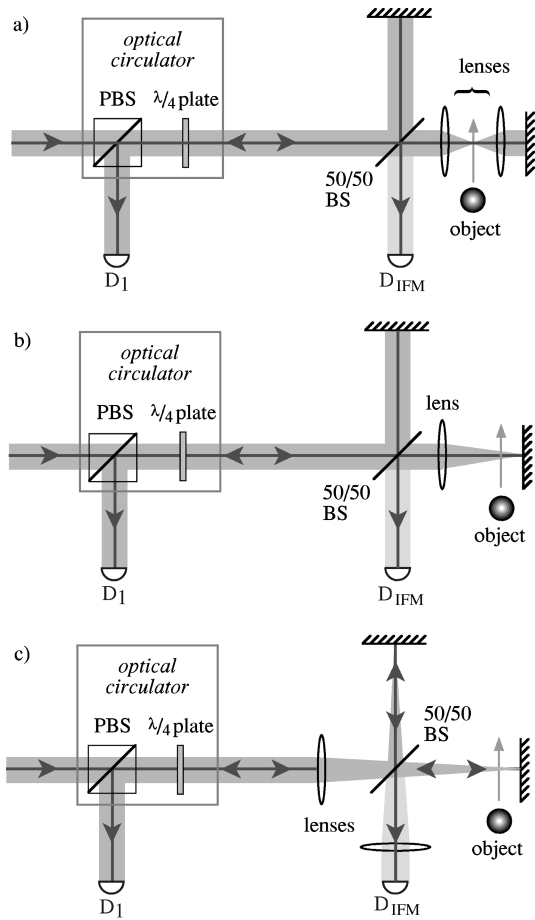 a)
optical
circulator
PBS λ/4 plate
lenses
50/50
BS
object
D1
DIFM
b)
optical
circulator
PBS λ/4 plate
lens
50/50
BS
object
D1
DIFM
c)
optical
circulator
PBS λ/4 plate
50/50
BS
lenses
object
D1
DIFM